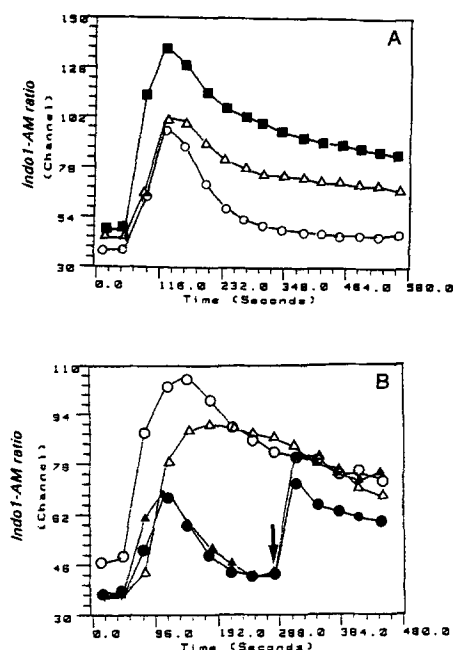 A
Indo1-AM ratio
(Channel)
150
126
102
78
54
30
0.0 116.0 232.0 348.0 464.0 580.0
Time (Seconds)
B
Indo1-AM ratio
(Channel)
110
94
78
62
46
30
0.0 96.0 192.0 288.0 384.0 480
Time (Seconds)